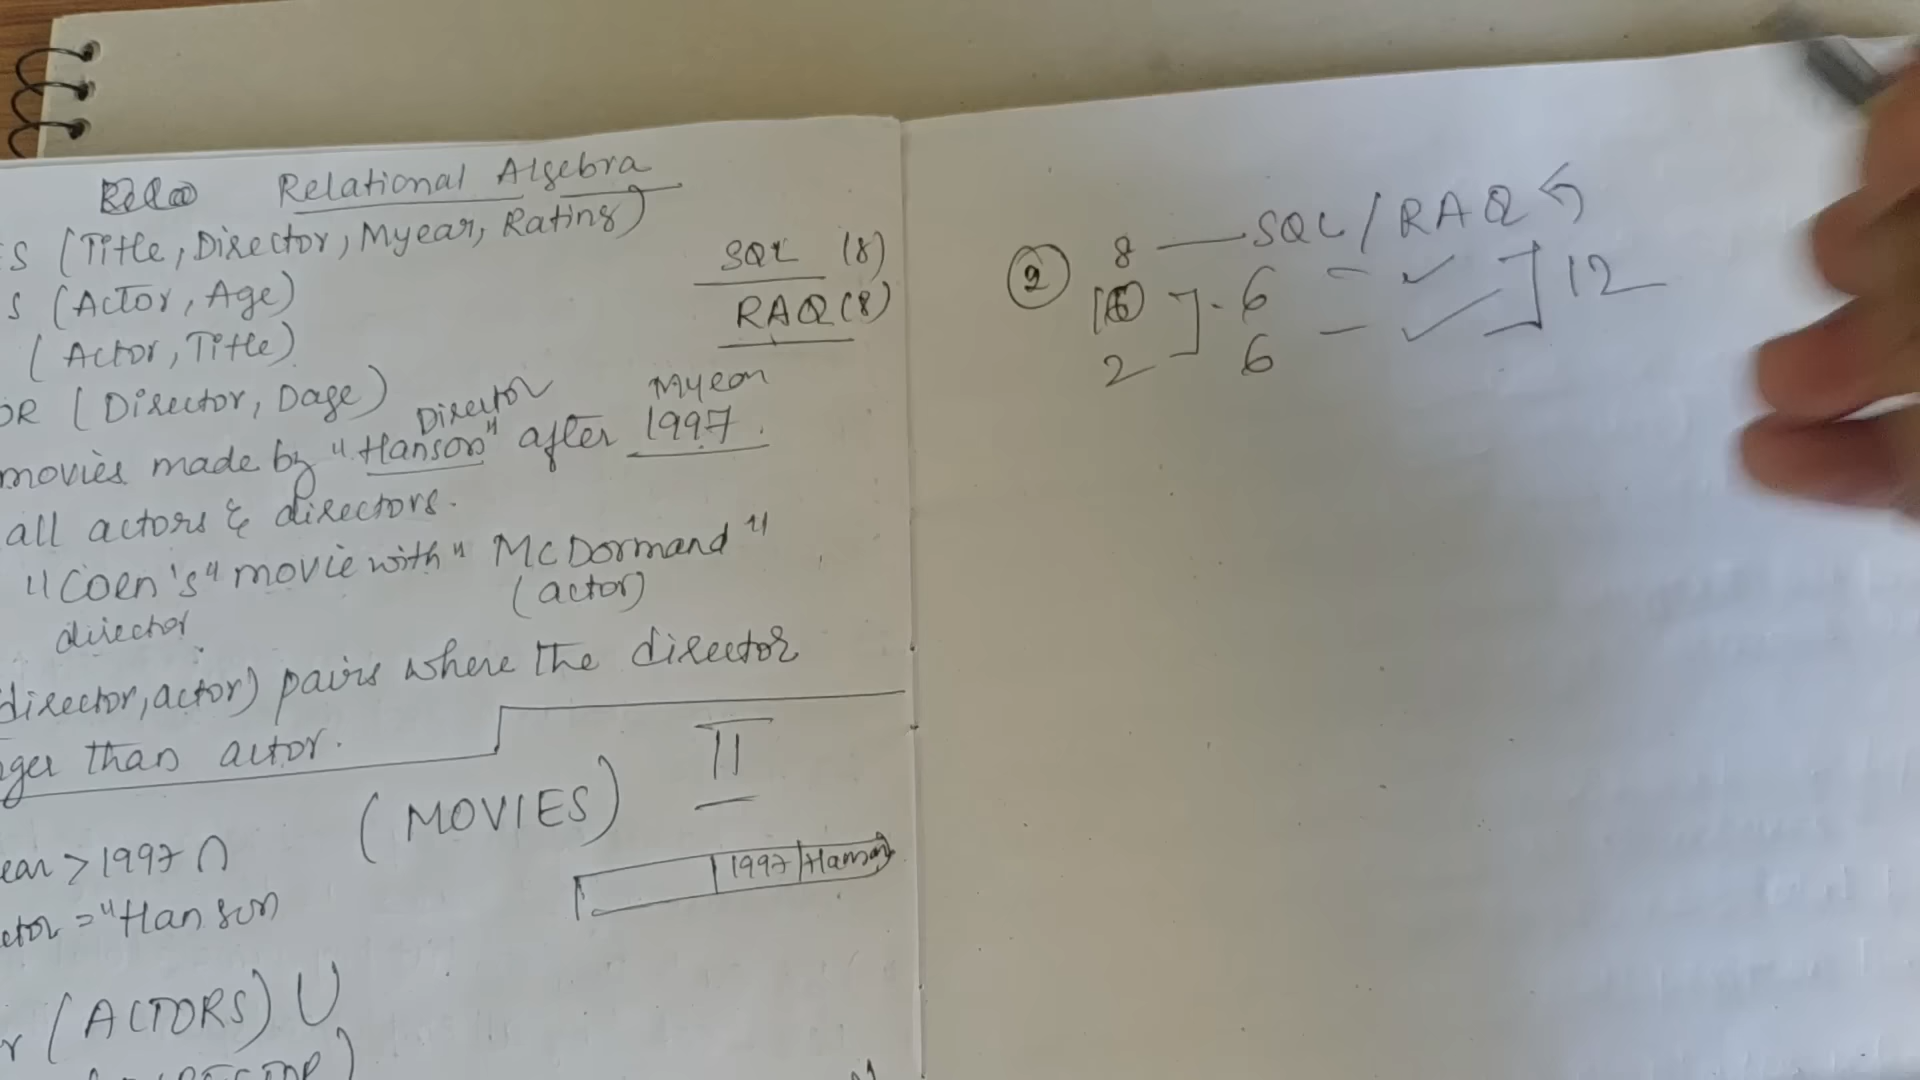 Relational Algebra
S (Title, Director, Myear, Rating)
SQL (8)
S (Actor, Age)
RAQ (8)
(Actor, Title)
OR (Director, Dage)
Director
Myear
movies made by "Hanson" after 1997.
all actors & directors.
"Coen's" movie with "McDormand"
(actor)
director
director, actor) pairs where the director
ger than actor.
(MOVIES) π
ear > 1997 ∩
1997 Hanson
ctor = "Hanson
r (ACTORS) ∪
2 8 — SQL / RAQ
6 – ✓
2 6 – ✓
12